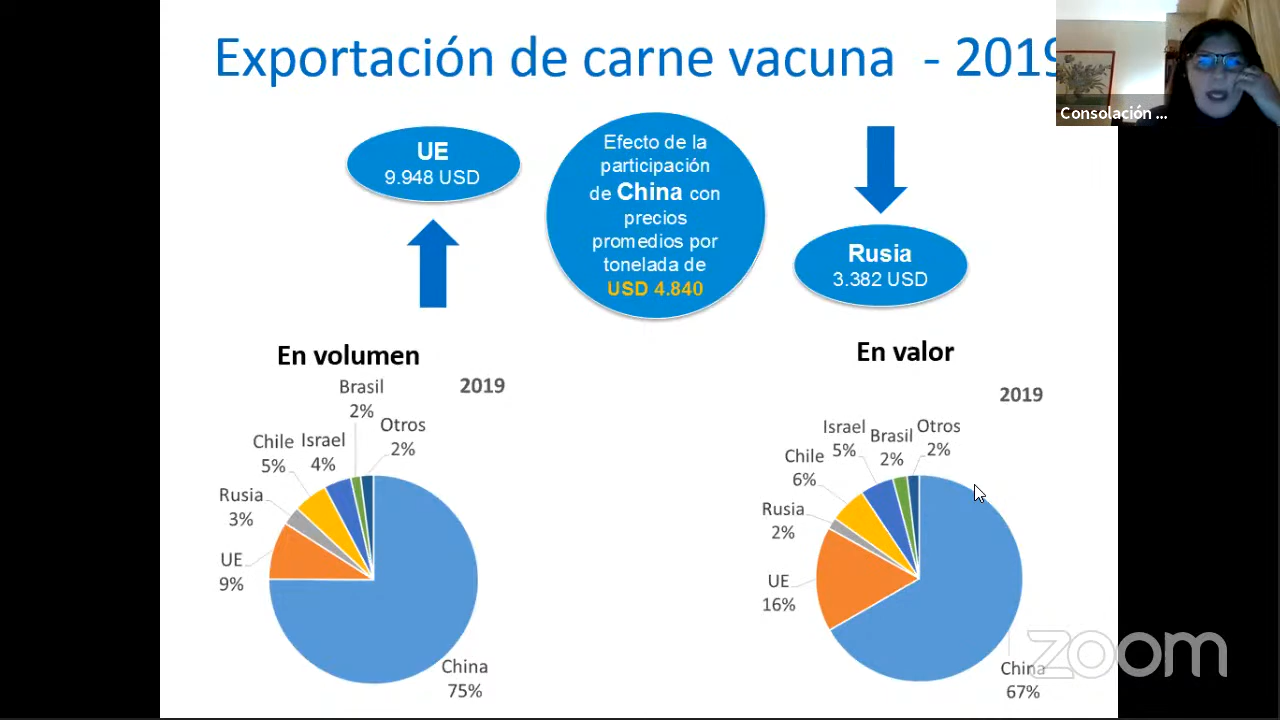 Exportación de carne vacuna - 2019
Consolación ...
UE
9.948 USD
Efecto de la
participación
de China con
precios
promedios por
tonelada de
USD 4.840
Rusia
3.382 USD
En volumen
2019
Brasil
2%
Otros
2%
Chile
5%
Israel
4%
Rusia
3%
UE
9%
China
75%
En valor
2019
Israel
5%
Brasil
2%
Otros
2%
Chile
6%
Rusia
2%
UE
16%
China
67%
zoom